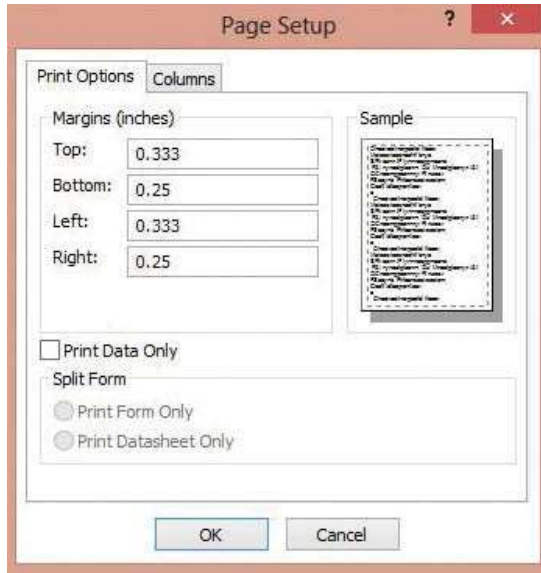 Page Setup ?
Print Options Columns
Margins (inches)
Top: 0.333
Bottom: 0.25
Left: 0.333
Right: 0.25
Sample
Print Data Only
Split Form
Print Form Only
Print Datasheet Only
OK Cancel